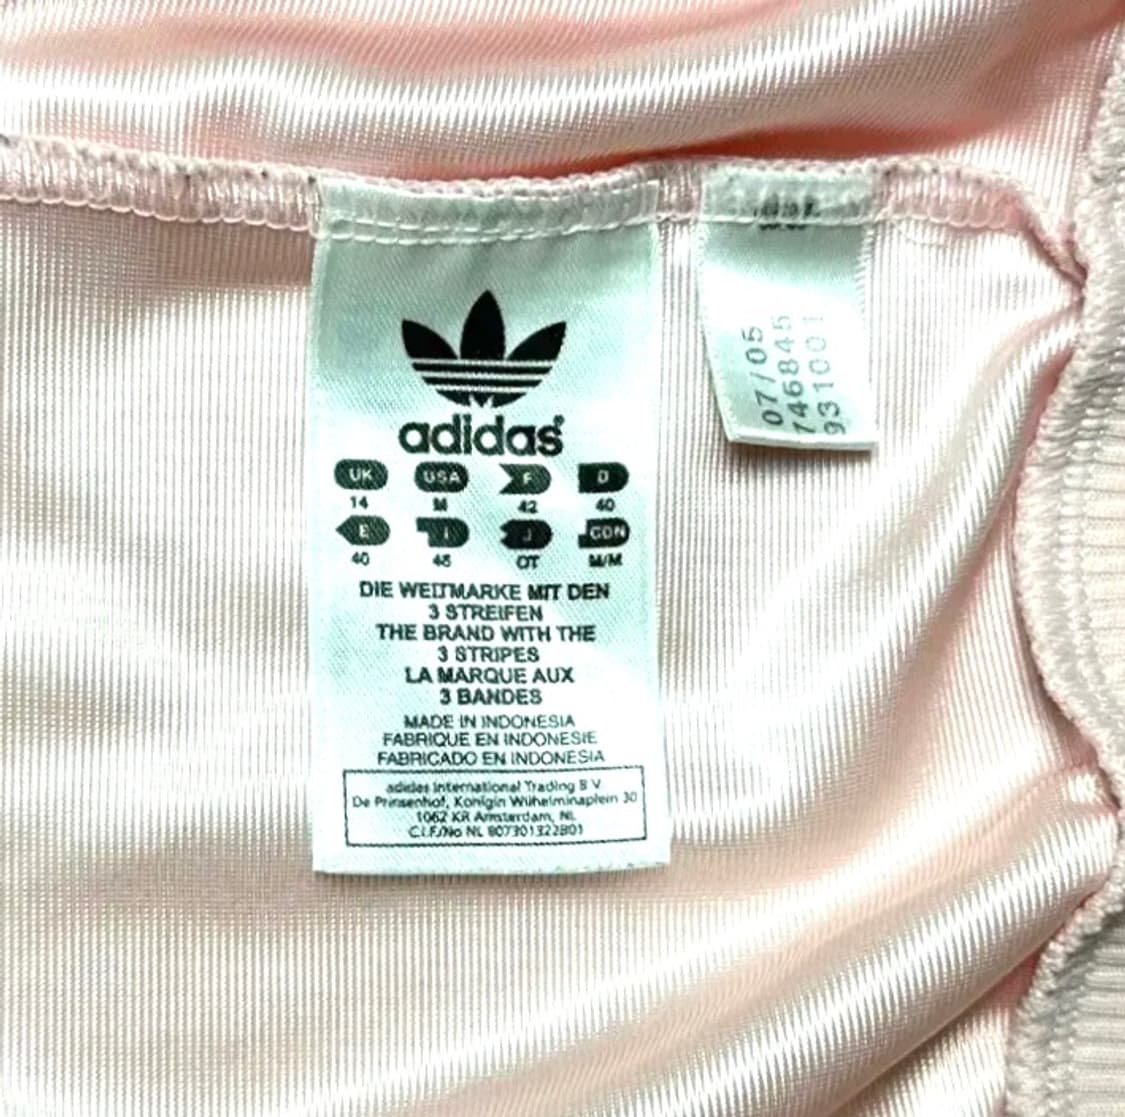 adidas
UK USA F D
14 M 42 40
E I J CDN
40 46 OT M/M
DIE WELTMARKE MIT DEN
3 STREIFEN
THE BRAND WITH THE
3 STRIPES
LA MARQUE AUX
3 BANDES
MADE IN INDONESIA
FABRIQUE EN INDONESIE
FABRICADO EN INDONESIA
adidas International Trading B V
De Prinsenhof, Konigin Wilhelminaplein 30
1062 KR Amsterdam, NL
C.I.F./No NL 807301322B01
07/05
746845
931001